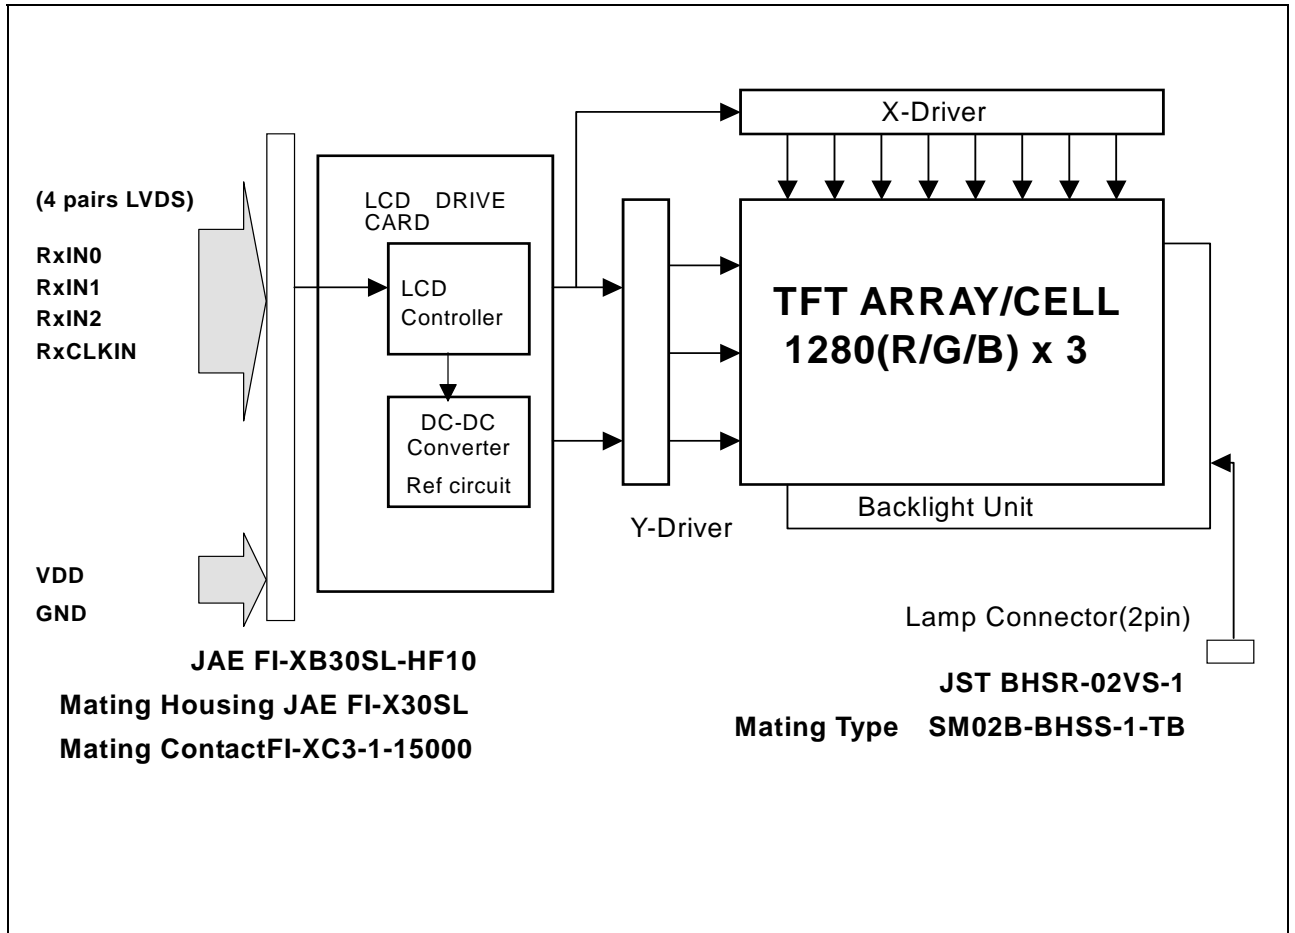 X-Driver
(4 pairs LVDS)
RxIN0
RxIN1
RxIN2
RxCLKIN
LCD DRIVE
CARD
LCD
Controller
DC-DC
Converter
Ref circuit
TFT ARRAY/CELL
1280(R/G/B) x 3
Backlight Unit
Y-Driver
VDD
GND
Lamp Connector(2pin)
JAE FI-XB30SL-HF10
Mating Housing JAE FI-X30SL
Mating ContactFI-XC3-1-15000
JST BHSR-02VS-1
Mating Type SM02B-BHSS-1-TB